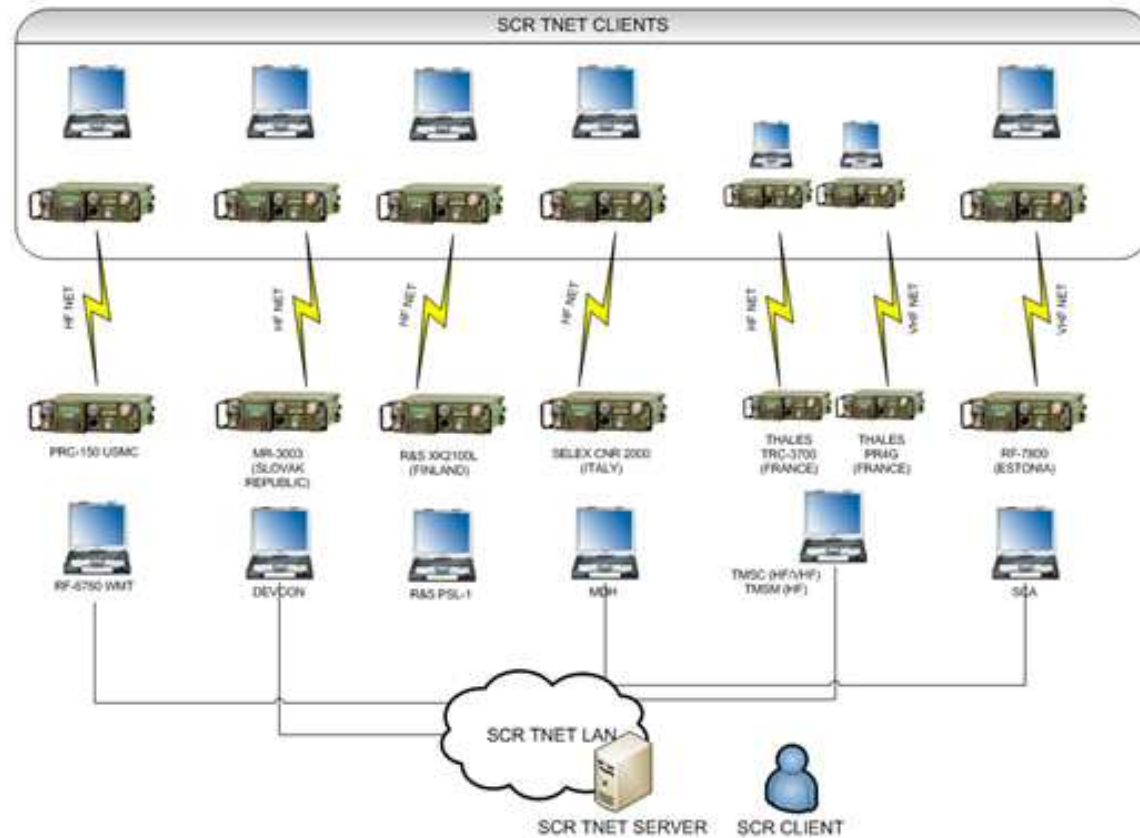 SCR TNET CLIENTS
HF NET
HF NET
HF NET
HF NET
HF NET
VHF NET
VHF NET
PRC-150 USMC
MR-3003
(SLOVAK
REPUBLIC)
R&S XK2100L
(FINLAND)
SELEX CNR 2000
(ITALY)
THALES
TRC-3700
(FRANCE)
THALES
PR4G
(FRANCE)
RF-7800
(ESTONIA)
RF-6760 WMT
DEVCON
R&S PSL-1
MDH
TMSC (HF/VHF)
TMSM (HF)
SCA
SCR TNET LAN
SCR TNET SERVER
SCR CLIENT